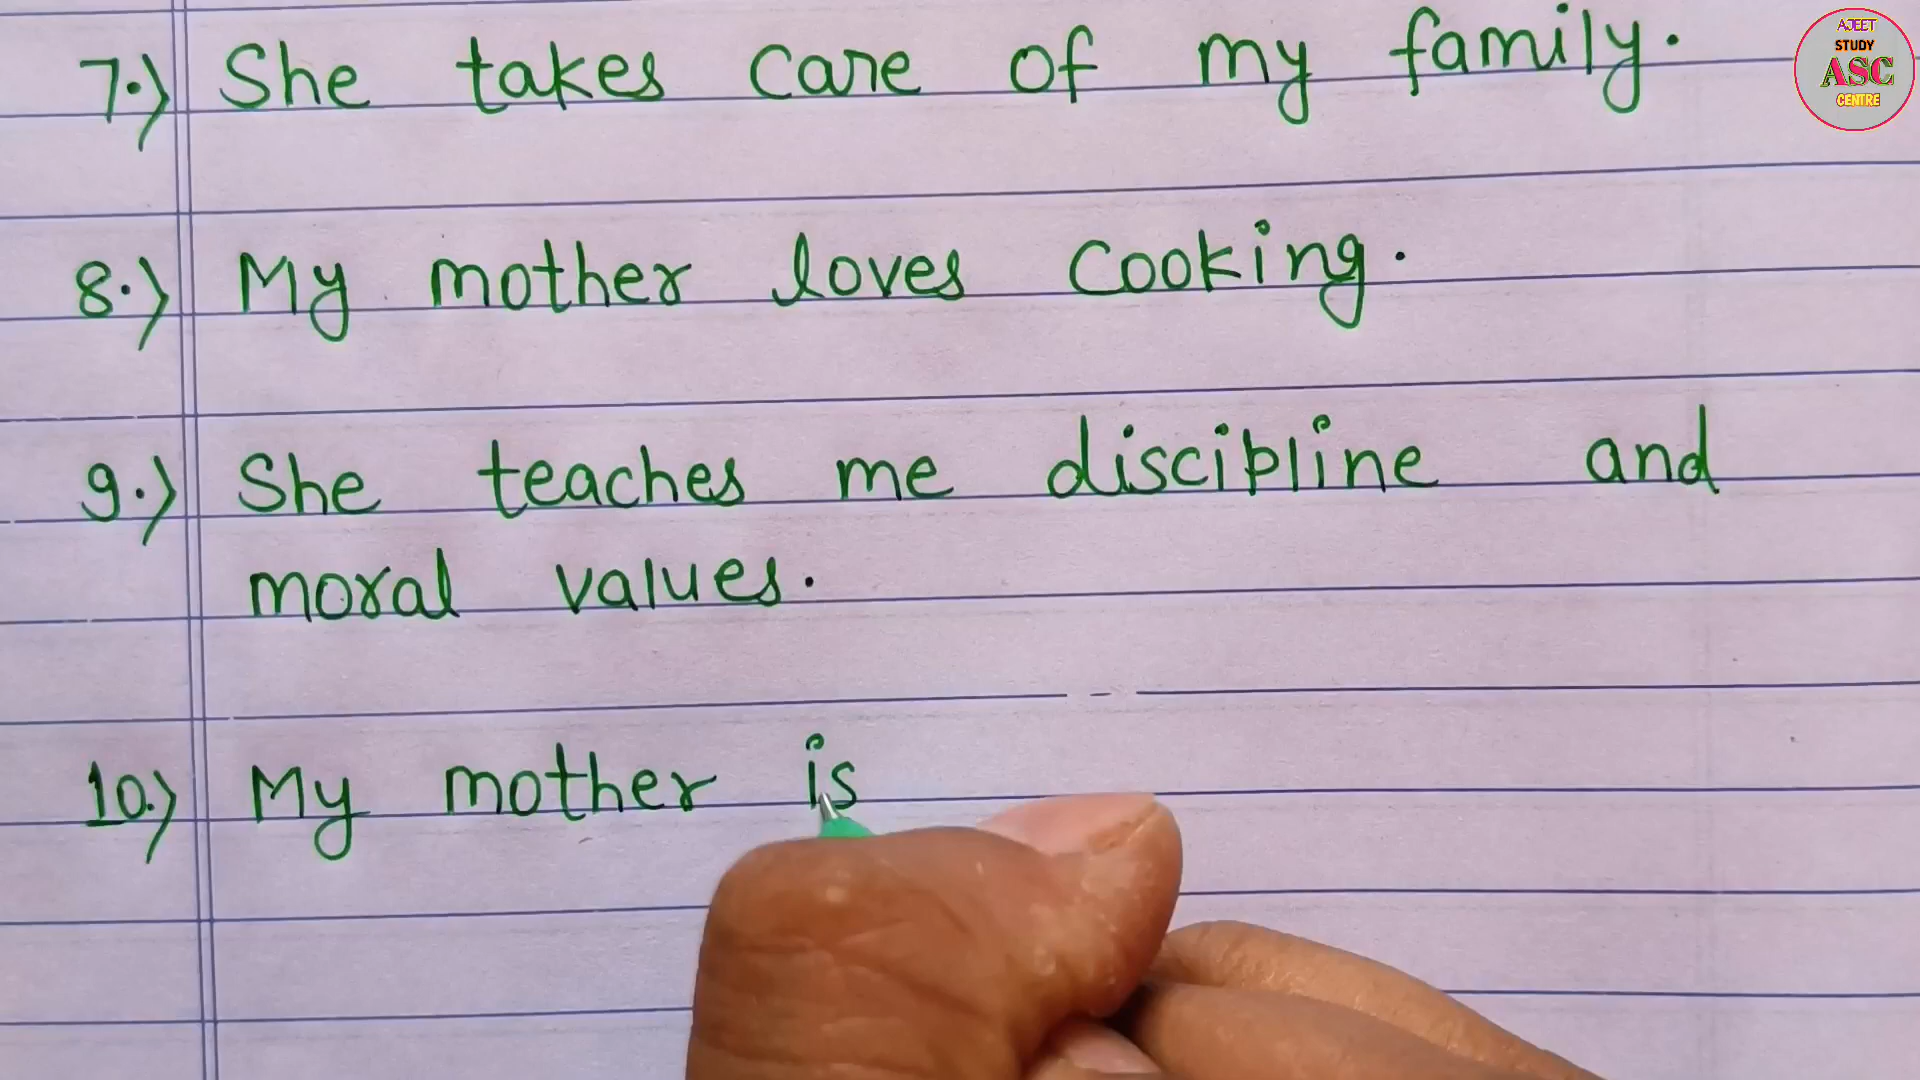 AJEET
STUDY
ASC
CENTRE
7.) She takes care of my family.
8.) My mother loves cooking.
9.) She teaches me discipline and
moral values.
10.) My mother is